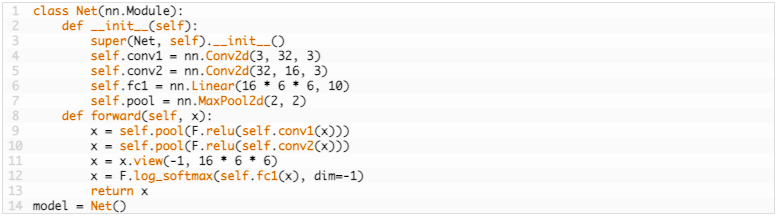 1 class Net(nn.Module):
2     def __init__(self):
3         super(Net, self).__init__()
4         self.conv1 = nn.Conv2d(3, 32, 3)
5         self.conv2 = nn.Conv2d(32, 16, 3)
6         self.fc1 = nn.Linear(16 * 6 * 6, 10)
7         self.pool = nn.MaxPool2d(2, 2)
8     def forward(self, x):
9         x = self.pool(F.relu(self.conv1(x)))
10         x = self.pool(F.relu(self.conv2(x)))
11         x = x.view(-1, 16 * 6 * 6)
12         x = F.log_softmax(self.fc1(x), dim=-1)
13         return x
14 model = Net()